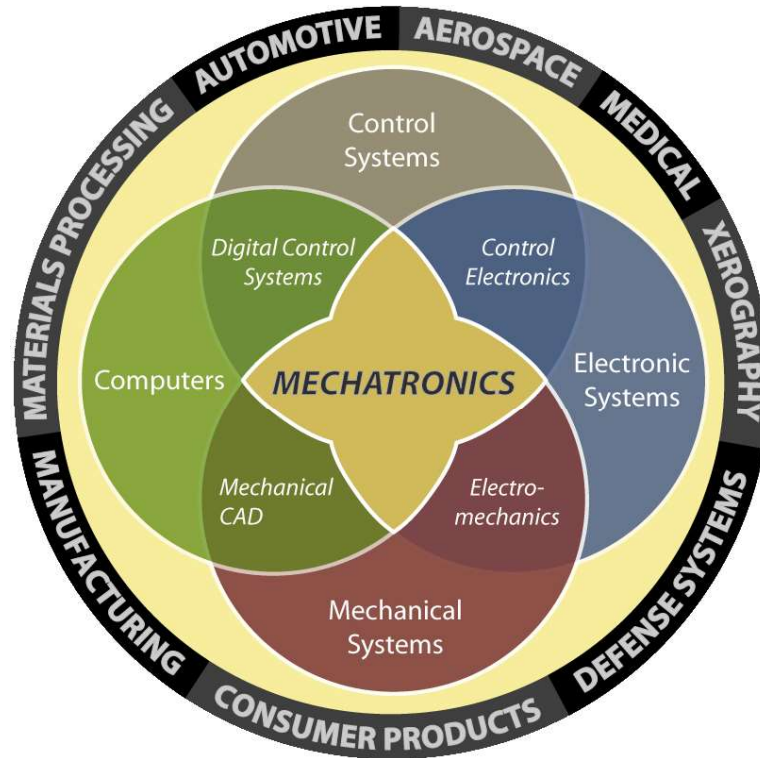 AUTOMOTIVE
AEROSPACE
MEDICAL
XEROGRAPHY
DEFENSE SYSTEMS
CONSUMER PRODUCTS
MANUFACTURING
MATERIALS PROCESSING
Control
Systems
Digital Control
Systems
Control
Electronics
Computers
MECHATRONICS
Electronic
Systems
Mechanical
CAD
Electro-
mechanics
Mechanical
Systems